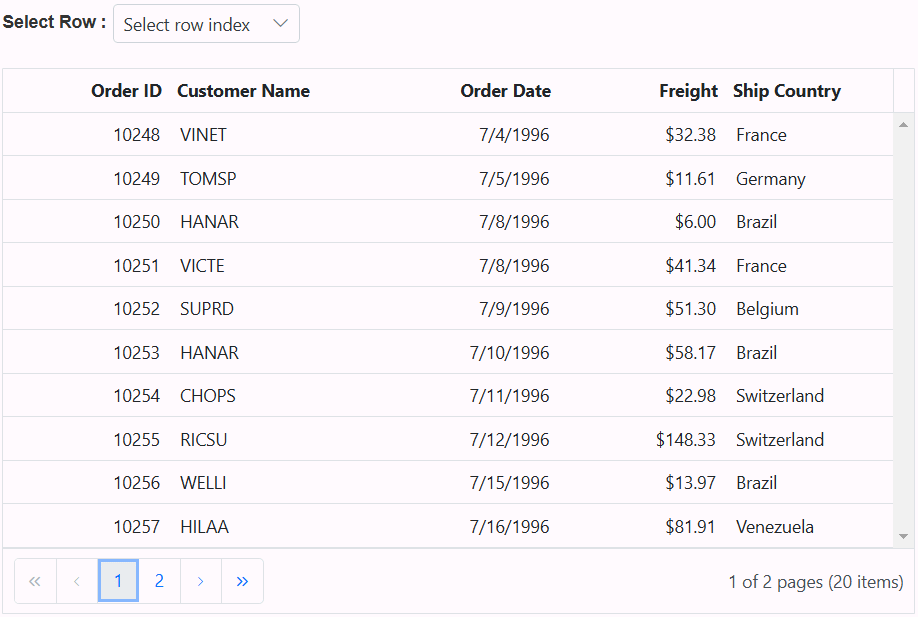 Select Row : Select row index
Order ID Customer Name Order Date Freight Ship Country
10248 VINET 7/4/1996 $32.38 France
10249 TOMSP 7/5/1996 $11.61 Germany
10250 HANAR 7/8/1996 $6.00 Brazil
10251 VICTE 7/8/1996 $41.34 France
10252 SUPRD 7/9/1996 $51.30 Belgium
10253 HANAR 7/10/1996 $58.17 Brazil
10254 CHOPS 7/11/1996 $22.98 Switzerland
10255 RICSU 7/12/1996 $148.33 Switzerland
10256 WELLI 7/15/1996 $13.97 Brazil
10257 HILAA 7/16/1996 $81.91 Venezuela
« ‹ 1 2 › » 1 of 2 pages (20 items)